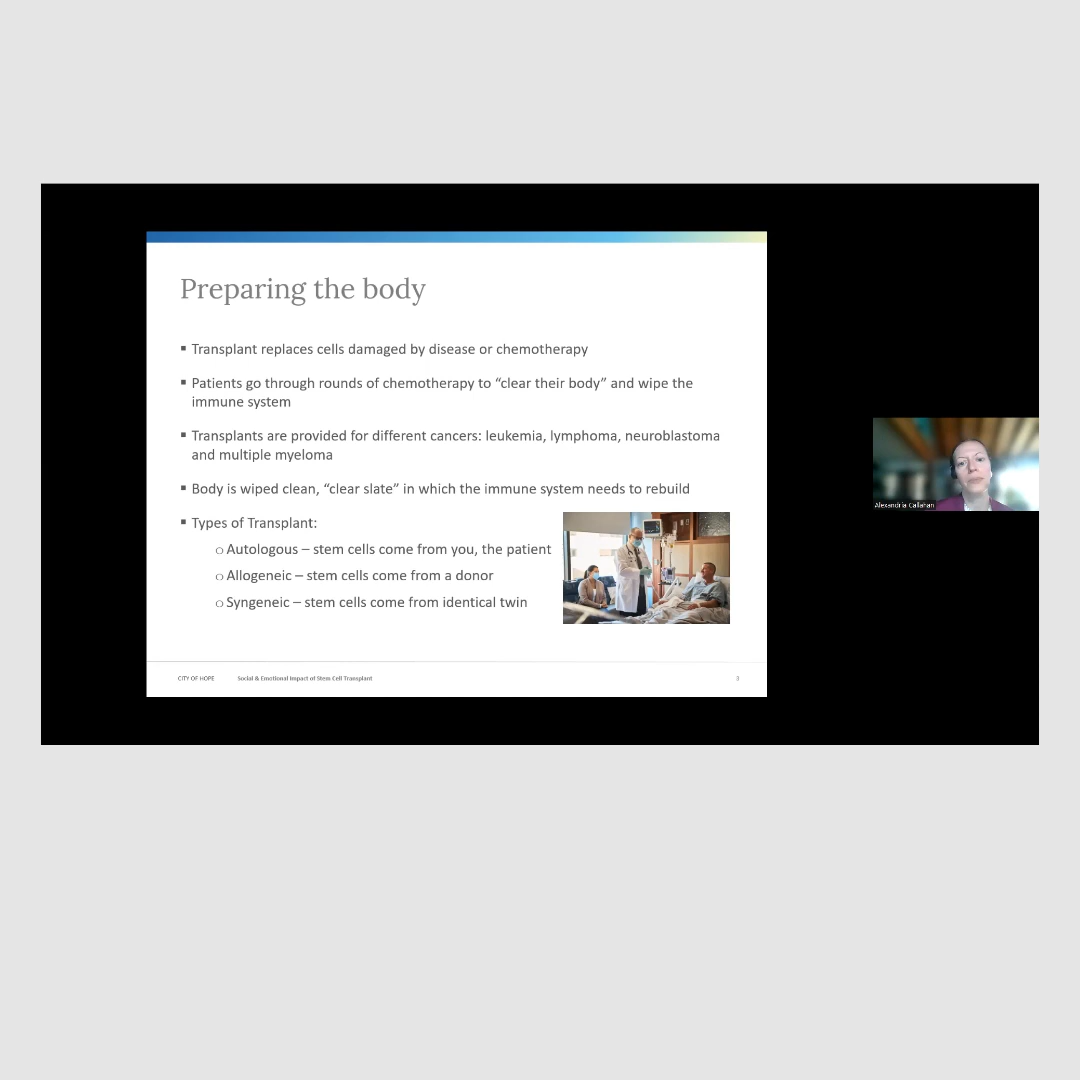 Preparing the body
▪ Transplant replaces cells damaged by disease or chemotherapy
▪ Patients go through rounds of chemotherapy to “clear their body” and wipe the
immune system
▪ Transplants are provided for different cancers: leukemia, lymphoma, neuroblastoma
and multiple myeloma
▪ Body is wiped clean, “clear slate” in which the immune system needs to rebuild
▪ Types of Transplant:
○ Autologous – stem cells come from you, the patient
○ Allogeneic – stem cells come from a donor
○ Syngeneic – stem cells come from identical twin
CITY OF HOPE Social & Emotional Impact of Stem Cell Transplant 3
Alexandria Callahan